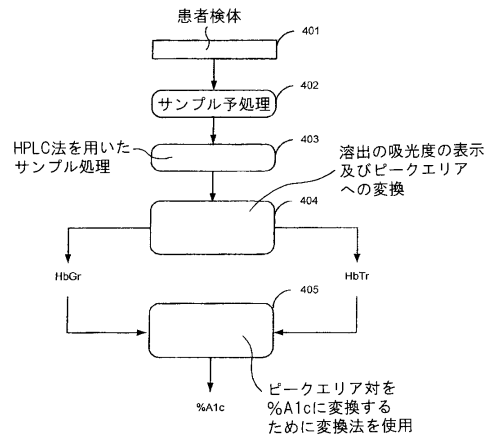 患者検体
401
402
サンプル予処理
403
HPLC法を用いた
サンプル処理
溶出の吸光度の表示
及びピークエリア
への変換
404
HbGr
HbTr
405
%A1c
ピークエリア対を
%A1cに変換する
ために変換法を使用